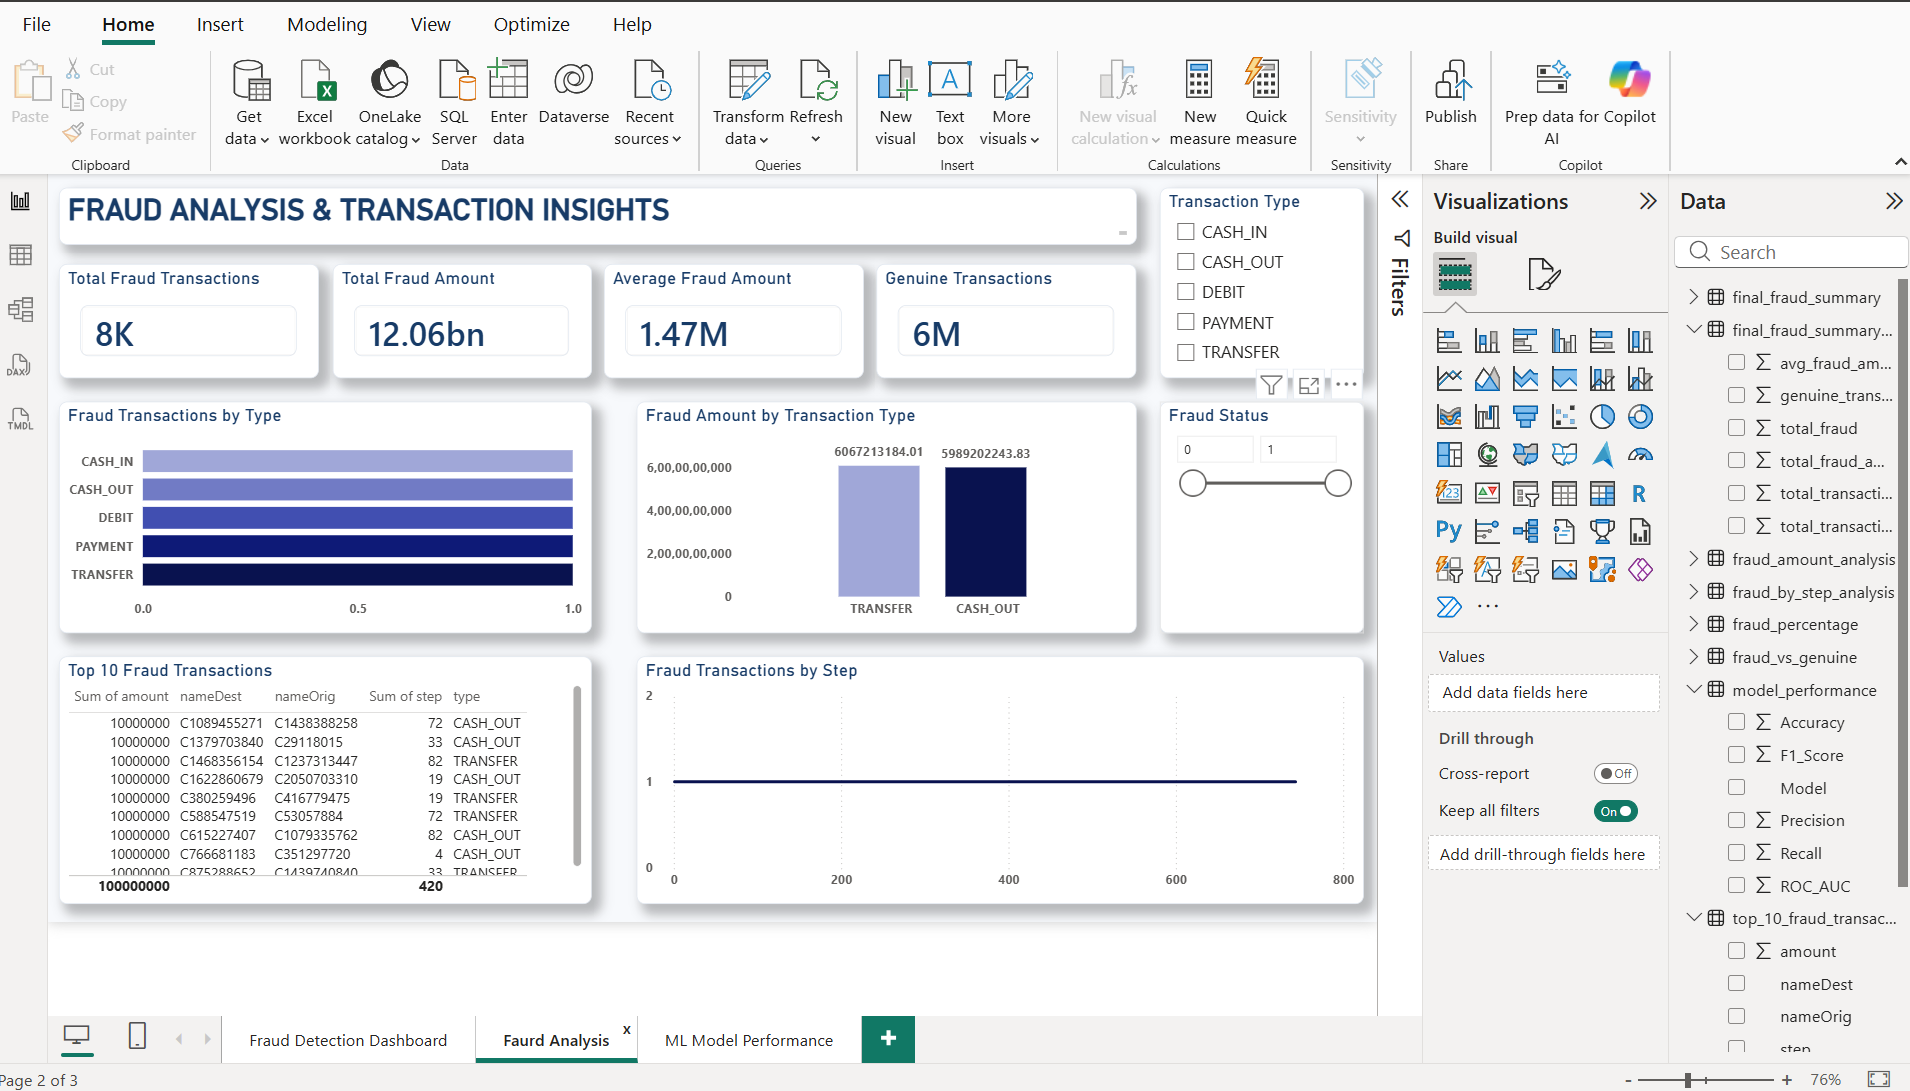 File Home Insert Modeling View Optimize Help
Paste
Cut
Copy
Format painter
Clipboard
Get data
Excel workbook
OneLake catalog
SQL Server
Enter data
Dataverse
Recent sources
Data
Transform data
Refresh
Queries
New visual
Text box
More visuals
Insert
New visual calculation
New measure
Quick measure
Calculations
Sensitivity
Sensitivity
Publish
Share
Prep data for AI
Copilot
Copilot
DAX
TMDL
FRAUD ANALYSIS & TRANSACTION INSIGHTS
Total Fraud Transactions
8K
Total Fraud Amount
12.06bn
Average Fraud Amount
1.47M
Genuine Transactions
6M
Transaction Type
CASH_IN
CASH_OUT
DEBIT
PAYMENT
TRANSFER
Fraud Transactions by Type
CASH_IN
CASH_OUT
DEBIT
PAYMENT
TRANSFER
0.0 0.5 1.0
Fraud Amount by Transaction Type
6067213184.01 5989202243.83
6,00,00,00,000
4,00,00,00,000
2,00,00,00,000
0
TRANSFER CASH_OUT
Fraud Status
0 1
Top 10 Fraud Transactions
Sum of amount nameDest nameOrig Sum of step type
10000000 C1089455271 C1438388258 72 CASH_OUT
10000000 C1379703840 C29118015 33 CASH_OUT
10000000 C1468356154 C1237313447 82 TRANSFER
10000000 C1622860679 C2050703310 19 CASH_OUT
10000000 C380259496 C416779475 19 TRANSFER
10000000 C588547519 C53057884 72 TRANSFER
10000000 C615227407 C1079335762 82 CASH_OUT
10000000 C766681183 C351297720 4 CASH_OUT
10000000 C875288652 C1439740840 33 TRANSFER
100000000 420
Fraud Transactions by Step
2
1
0
0 200 400 600 800
Filters
Visualizations
Build visual
123
R
Py
Values
Add data fields here
Drill through
Cross-report Off
Keep all filters On
Add drill-through fields here
Data
Search
final_fraud_summary
final_fraud_summary...
avg_fraud_am...
genuine_trans...
total_fraud
total_fraud_a...
total_transacti...
total_transacti...
fraud_amount_analysis
fraud_by_step_analysis
fraud_percentage
fraud_vs_genuine
model_performance
Accuracy
F1_Score
Model
Precision
Recall
ROC_AUC
top_10_fraud_transac...
amount
nameDest
nameOrig
step
Fraud Detection Dashboard
Faurd Analysis x
ML Model Performance
+
Page 2 of 3
- + 76%